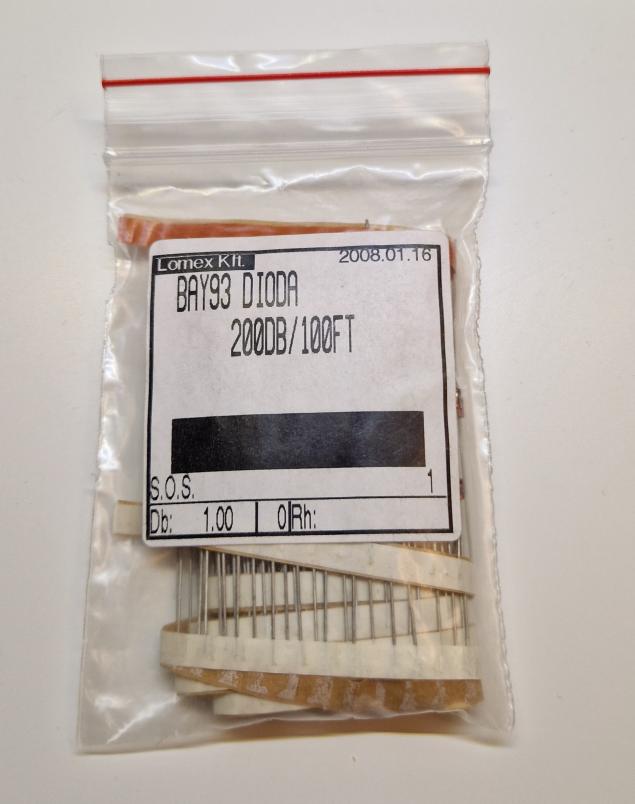 Lomex Kft.
2008.01.16
BAY93 DIODA
200DB/100FT
S.O.S.
1
Db: 1.00
0
Rh: